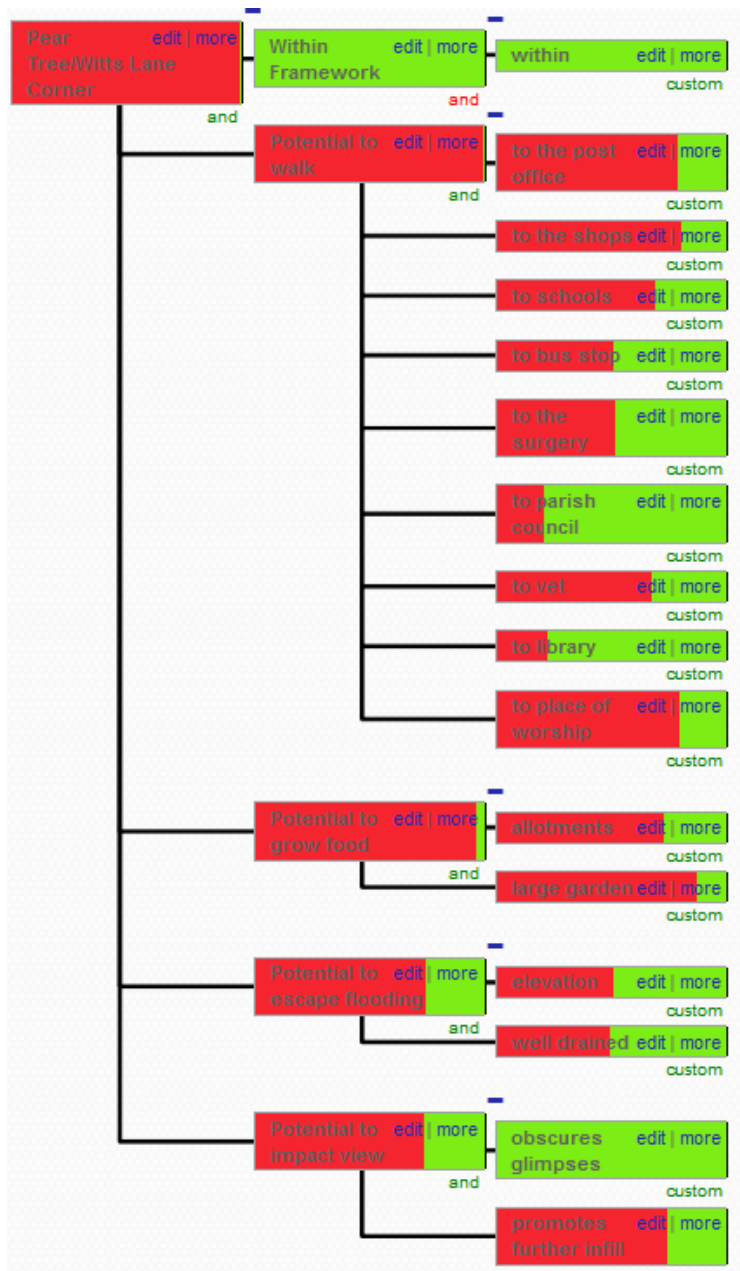 Pear edit | more
Tree/Witts Lane
Corner
and
Within edit | more
Framework
and
within edit | more
custom
Potential to edit | more
walk
and
to the post edit | more
office
custom
to the shops edit | more
custom
to schools edit | more
custom
to bus stop edit | more
custom
to the edit | more
surgery
custom
to parish edit | more
council
custom
to vet edit | more
custom
to library edit | more
custom
to place of edit | more
worship
custom
Potential to edit | more
grow food
and
allotments edit | more
custom
large garden edit | more
custom
Potential to edit | more
escape flooding
and
elevation edit | more
custom
well drained edit | more
custom
Potential to edit | more
impact view
and
obscures edit | more
glimpses
custom
promotes edit | more
further infill